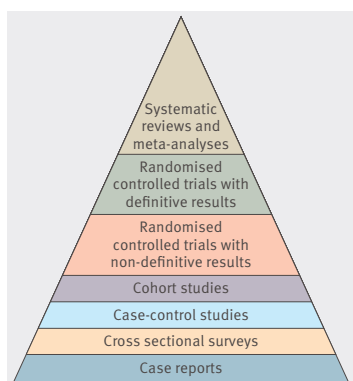 Systematic
reviews and
meta-analyses
Randomised
controlled trials with
definitive results
Randomised
controlled trials with
non-definitive results
Cohort studies
Case-control studies
Cross sectional surveys
Case reports